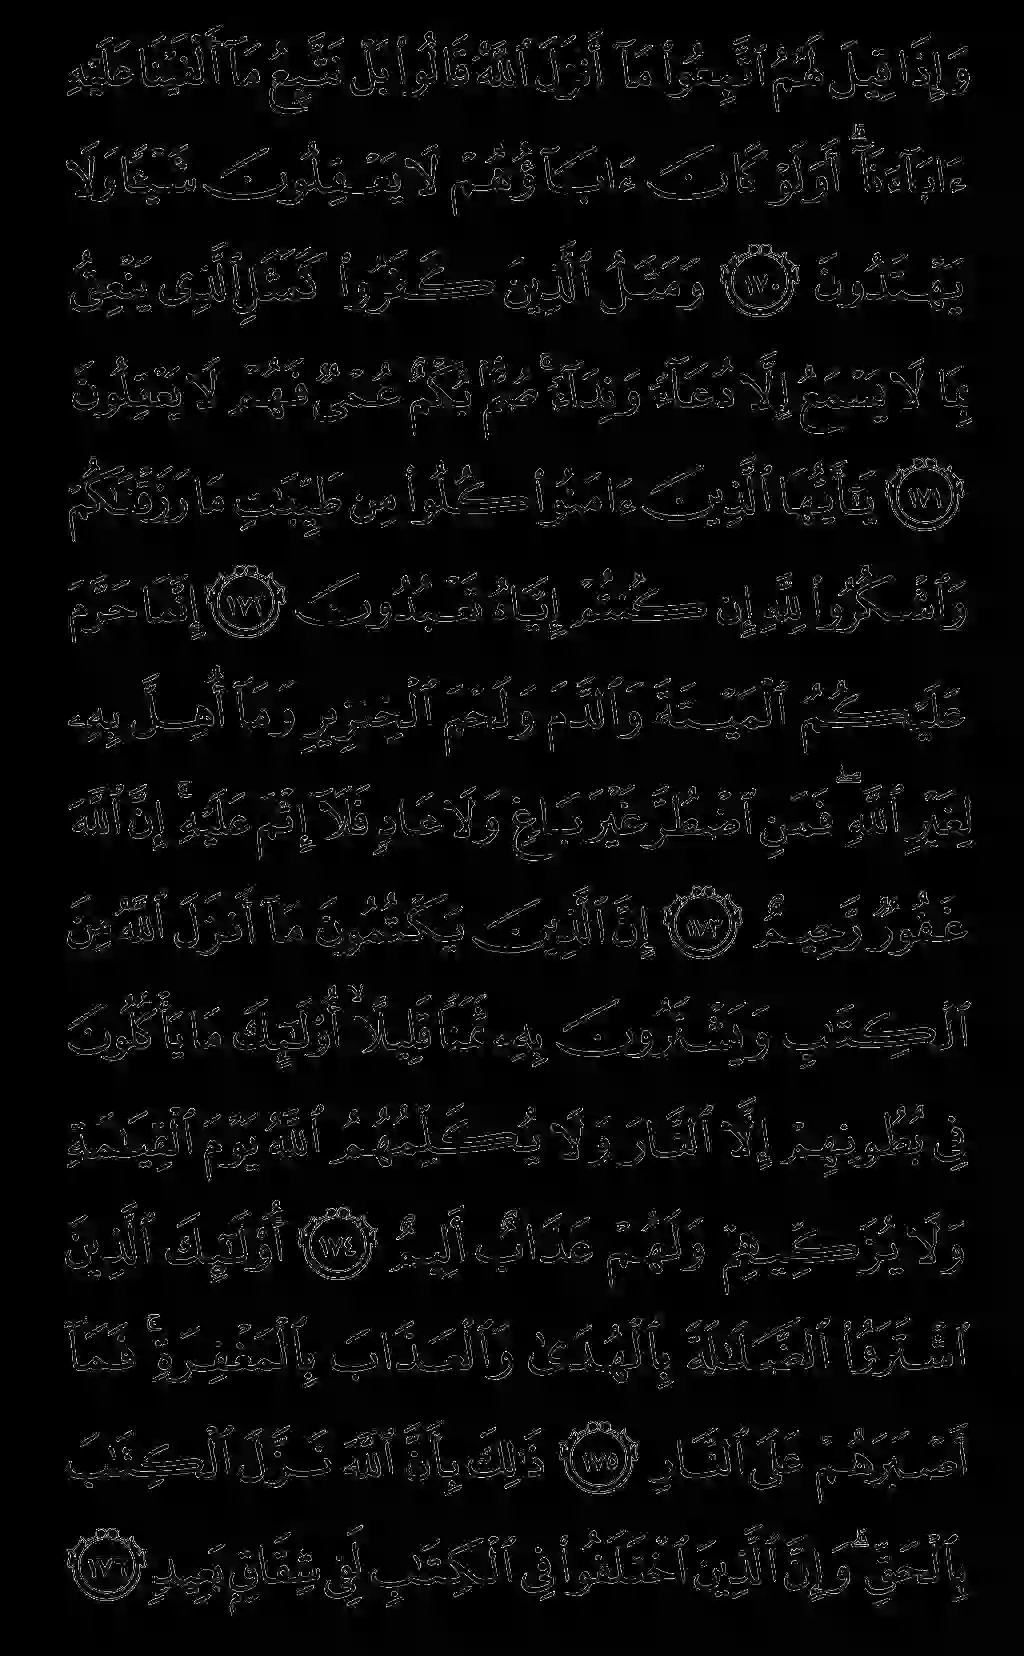 وَإِذَا قِيلَ لَهُمُ ٱتَّبِعُوا۟ مَآ أَنزَلَ ٱللَّهُ قَالُوا۟ بَلْ نَتَّبِعُ مَآ أَلْفَيْنَا عَلَيْهِ
ءَابَآءَنَآ ۗ أَوَلَوْ كَانَ ءَابَآؤُهُمْ لَا يَعْقِلُونَ شَيْـًٔا وَلَا
يَهْتَدُونَ ١٧٠ وَمَثَلُ ٱلَّذِينَ كَفَرُوا۟ كَمَثَلِ ٱلَّذِى يَنْعِقُ
بِمَا لَا يَسْمَعُ إِلَّا دُعَآءً وَنِدَآءً ۚ صُمٌّۢ بُكْمٌ عُمْىٌ فَهُمْ لَا يَعْقِلُونَ
١٧١ يَـٰٓأَيُّهَا ٱلَّذِينَ ءَامَنُوا۟ كُلُوا۟ مِن طَيِّبَـٰتِ مَا رَزَقْنَـٰكُمْ
وَٱشْكُرُوا۟ لِلَّهِ إِن كُنتُمْ إِيَّاهُ تَعْبُدُونَ ١٧٢ إِنَّمَا حَرَّمَ
عَلَيْكُمُ ٱلْمَيْتَةَ وَٱلدَّمَ وَلَحْمَ ٱلْخِنزِيرِ وَمَآ أُهِلَّ بِهِۦ
لِغَيْرِ ٱللَّهِ ۖ فَمَنِ ٱضْطُرَّ غَيْرَ بَاغٍ وَلَا عَادٍ فَلَآ إِثْمَ عَلَيْهِ ۚ إِنَّ ٱللَّهَ
غَفُورٌ رَّحِيمٌ ١٧٣ إِنَّ ٱلَّذِينَ يَكْتُمُونَ مَآ أَنزَلَ ٱللَّهُ مِنَ
ٱلْكِتَـٰبِ وَيَشْتَرُونَ بِهِۦ ثَمَنًا قَلِيلًا ۙ أُو۟لَـٰٓئِكَ مَا يَأْكُلُونَ
فِى بُطُونِهِمْ إِلَّا ٱلنَّارَ وَلَا يُكَلِّمُهُمُ ٱللَّهُ يَوْمَ ٱلْقِيَـٰمَةِ
وَلَا يُزَكِّيهِمْ وَلَهُمْ عَذَابٌ أَلِيمٌ ١٧٤ أُو۟لَـٰٓئِكَ ٱلَّذِينَ
ٱشْتَرَوُا۟ ٱلضَّلَـٰلَةَ بِٱلْهُدَىٰ وَٱلْعَذَابَ بِٱلْمَغْفِرَةِ ۚ فَمَآ
أَصْبَرَهُمْ عَلَى ٱلنَّارِ ١٧٥ ذَٰلِكَ بِأَنَّ ٱللَّهَ نَزَّلَ ٱلْكِتَـٰبَ
بِٱلْحَقِّ ۗ وَإِنَّ ٱلَّذِينَ ٱخْتَلَفُوا۟ فِى ٱلْكِتَـٰبِ لَفِى شِقَاقٍۭ بَعِيدٍ ١٧٦